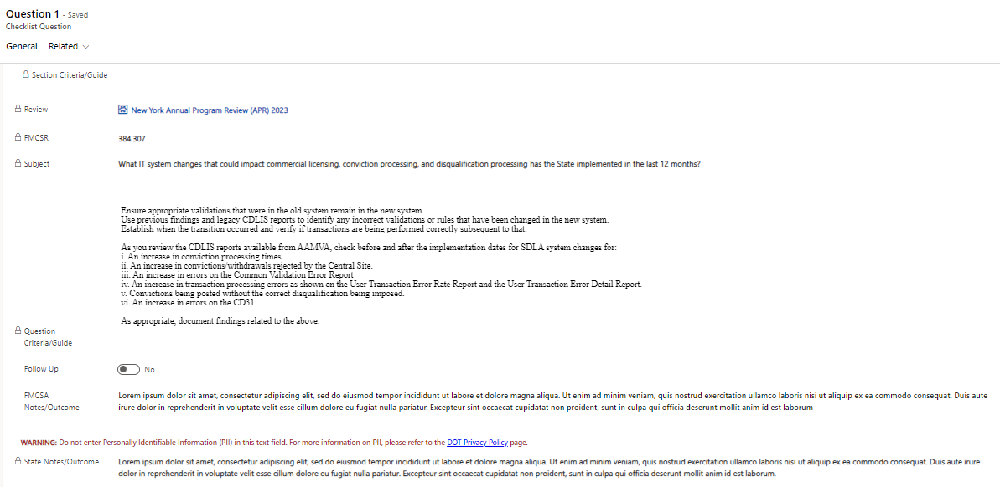 Question 1 - Saved
Checklist Question
General Related
Section Criteria/Guide
Review New York Annual Program Review (APR) 2023
FMCSR 384.307
Subject What IT system changes that could impact commercial licensing, conviction processing, and disqualification processing has the State implemented in the last 12 months?
Ensure appropriate validations that were in the old system remain in the new system.
Use previous findings and legacy CDLIS reports to identify any incorrect validations or rules that have been changed in the new system.
Establish when the transition occurred and verify if transactions are being performed correctly subsequent to that.
As you review the CDLIS reports available from AAMVA, check before and after the implementation dates for SDLA system changes for:
i. An increase in conviction processing times.
ii. An increase in convictions/withdrawals rejected by the Central Site.
iii. An increase in errors on the Common Validation Error Report
iv. An increase in transaction processing errors as shown on the User Transaction Error Rate Report and the User Transaction Error Detail Report.
v. Convictions being posted without the correct disqualification being imposed.
vi. An increase in errors on the CD31.
As appropriate, document findings related to the above.
Question
Criteria/Guide
Follow Up No
FMCSA Lorem ipsum dolor sit amet, consectetur adipiscing elit, sed do eiusmod tempor incididunt ut labore et dolore magna aliqua. Ut enim ad minim veniam, quis nostrud exercitation ullamco laboris nisi ut aliquip ex ea commodo consequat. Duis aute
Notes/Outcome irure dolor in reprehenderit in voluptate velit esse cillum dolore eu fugiat nulla pariatur. Excepteur sint occaecat cupidatat non proident, sunt in culpa qui officia deserunt mollit anim id est laborum
WARNING: Do not enter Personally Identifiable Information (PII) in this text field. For more information on PII, please refer to the DOT Privacy Policy page.
State Notes/Outcome Lorem ipsum dolor sit amet, consectetur adipiscing elit, sed do eiusmod tempor incididunt ut labore et dolore magna aliqua. Ut enim ad minim veniam, quis nostrud exercitation ullamco laboris nisi ut aliquip ex ea commodo consequat. Duis aute irure
dolor in reprehenderit in voluptate velit esse cillum dolore eu fugiat nulla pariatur. Excepteur sint occaecat cupidatat non proident, sunt in culpa qui officia deserunt mollit anim id est laborum.